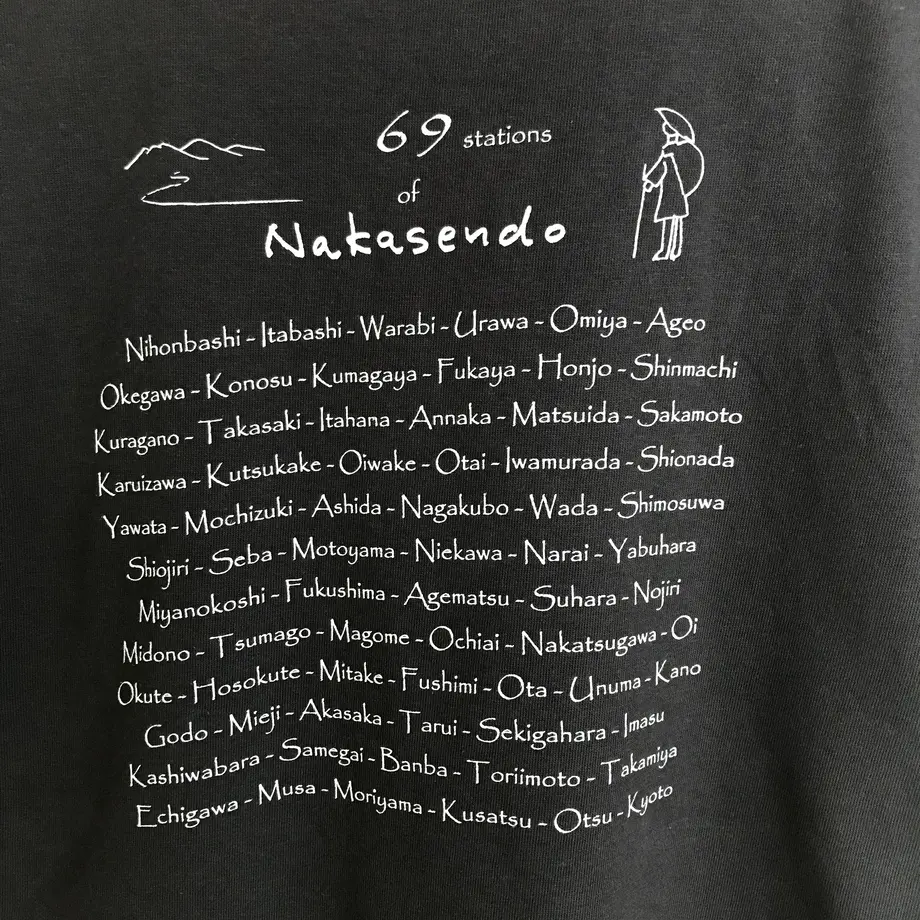 69 stations
of
Nakasendo
Nihonbashi - Itabashi - Warabi - Urawa - Omiya - Ageo
Okegawa - Konosu - Kumagaya - Fukaya - Honjo - Shinmachi
Kuragano - Takasaki - Itahana - Annaka - Matsuida - Sakamoto
Karuizawa - Kutsukake - Oiwake - Otai - Iwamurada - Shionada
Yawata - Mochizuki - Ashida - Nagakubo - Wada - Shimosuwa
Shiojiri - Seba - Motoyama - Niekawa - Narai - Yabuhara
Miyanokoshi - Fukushima - Agematsu - Suhara - Nojiri
Midono - Tsumago - Magome - Ochiai - Nakatsugawa - Oi
Okute - Hosokute - Mitake - Fushimi - Ota - Unuma - Kano
Godo - Mieji - Akasaka - Tarui - Sekigahara - Imasu
Kashiwabara - Samegai - Banba - Toriimoto - Takamiya
Echigawa - Musa - Moriyama - Kusatsu - Otsu - Kyoto